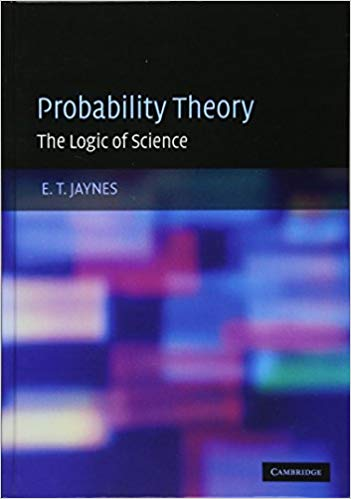 Probability Theory
The Logic of Science
E. T. JAYNES
CAMBRIDGE